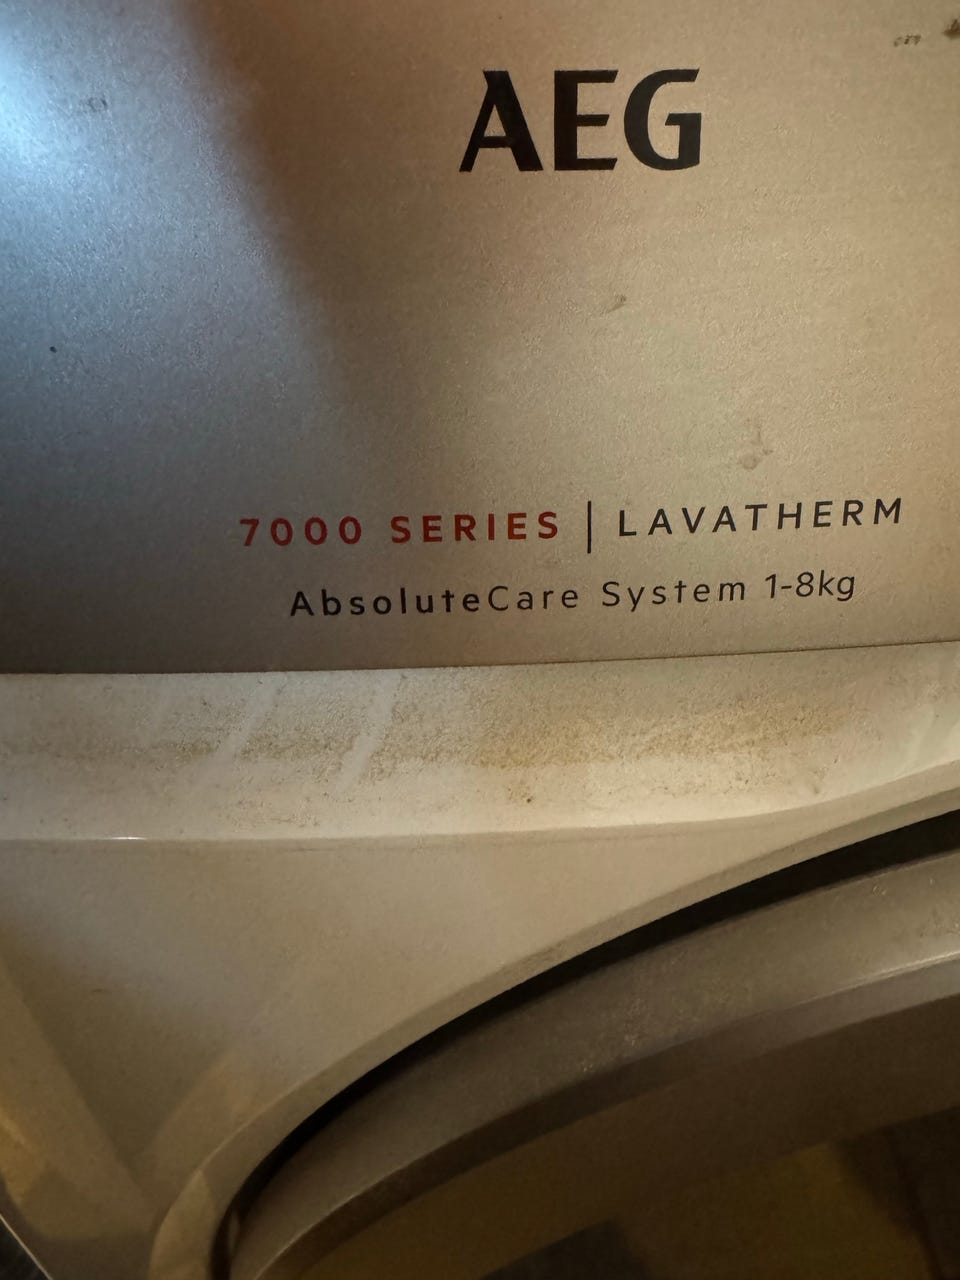 AEG
7000 SERIES | LAVATHERM
AbsoluteCare System 1-8kg